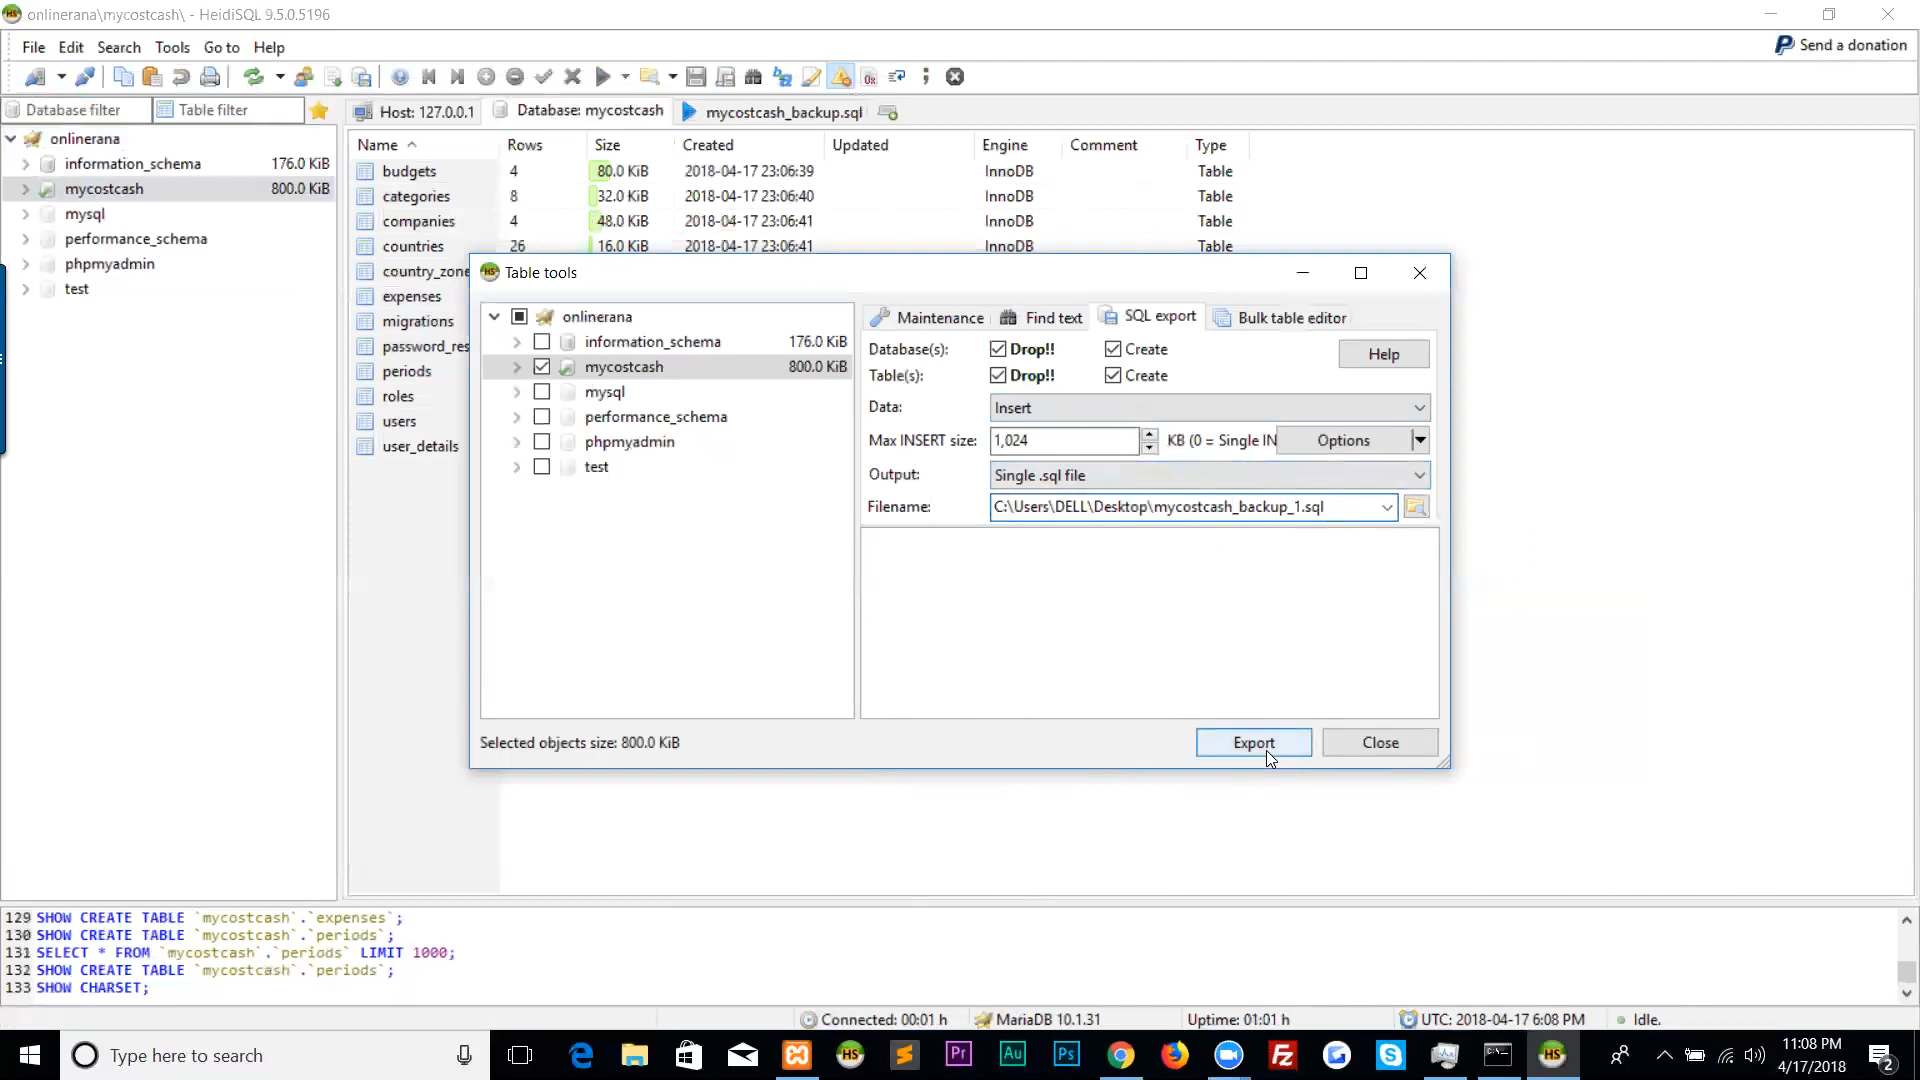 onlinerana\mycostcash\ - HeidiSQL 9.5.0.5196
File Edit Search Tools Go to Help
Send a donation
Database filter Table filter
Host: 127.0.0.1 Database: mycostcash mycostcash_backup.sql
onlinerana
information_schema 176.0 KiB
mycostcash 800.0 KiB
mysql
performance_schema
phpmyadmin
test
Name Rows Size Created Updated Engine Comment Type
budgets 4 80.0 KiB 2018-04-17 23:06:39 InnoDB Table
categories 8 32.0 KiB 2018-04-17 23:06:40 InnoDB Table
companies 4 48.0 KiB 2018-04-17 23:06:41 InnoDB Table
countries 26 16.0 KiB 2018-04-17 23:06:41 InnoDB Table
country_zone
expenses
migrations
password_res
periods
roles
users
user_details
Table tools
onlinerana
information_schema 176.0 KiB
mycostcash 800.0 KiB
mysql
performance_schema
phpmyadmin
test
Maintenance Find text SQL export Bulk table editor
Database(s): Drop!! Create Help
Table(s): Drop!! Create
Data: Insert
Max INSERT size: 1,024 KB (0 = Single IN Options
Output: Single .sql file
Filename: C:\Users\DELL\Desktop\mycostcash_backup_1.sql
Selected objects size: 800.0 KiB
Export Close
129 SHOW CREATE TABLE `mycostcash`.`expenses`;
130 SHOW CREATE TABLE `mycostcash`.`periods`;
131 SELECT * FROM `mycostcash`.`periods` LIMIT 1000;
132 SHOW CREATE TABLE `mycostcash`.`periods`;
133 SHOW CHARSET;
Connected: 00:01 h MariaDB 10.1.31 Uptime: 01:01 h UTC: 2018-04-17 6:08 PM Idle.
Type here to search
HS Pr Au Ps HS
11:08 PM
4/17/2018
2